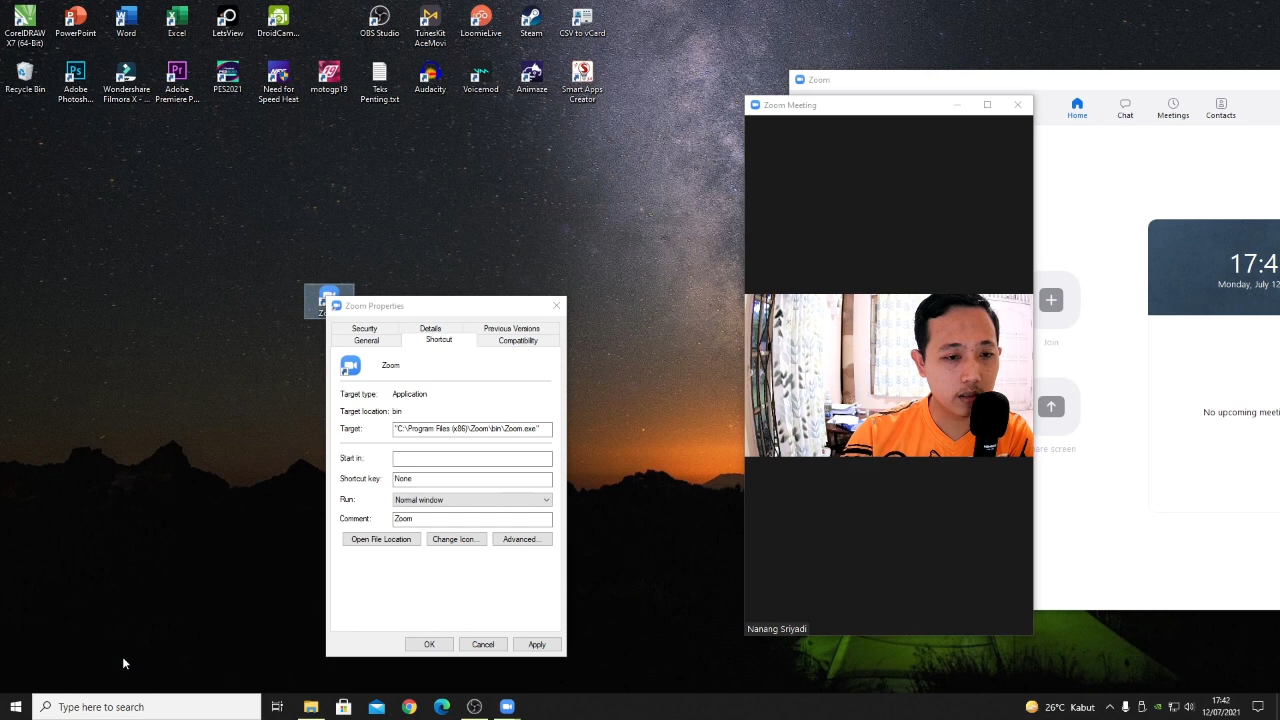 CorelDRAW X7 (64-Bit)
PowerPoint
Word
Excel
LetsView
DroidCam...
OBS Studio
TunesKit AceMovi
LoomieLive
Steam
CSV to vCard
Recycle Bin
Adobe Photosh...
Wondershare Filmora X - ...
Adobe Premiere P...
PES2021
Need for Speed Heat
motogp19
Teks Penting.txt
Audacity
Voicemod
Animaze
Smart Apps Creator
Zoom
Home
Chat
Meetings
Contacts
Zoom Meeting
17:4
Monday, July 12
Join
No upcoming meeti
are screen
Nanang Sriyadi
Zoom Properties
Security
Details
Previous Versions
General
Shortcut
Compatibility
Zoom
Target type: Application
Target location: bin
Target: "C:\Program Files (x86)\Zoom\bin\Zoom.exe"
Start in:
Shortcut key: None
Run: Normal window
Comment: Zoom
Open File Location
Change Icon...
Advanced...
OK
Cancel
Apply
Type here to search
26°C Kabut
17:42
12/07/2021